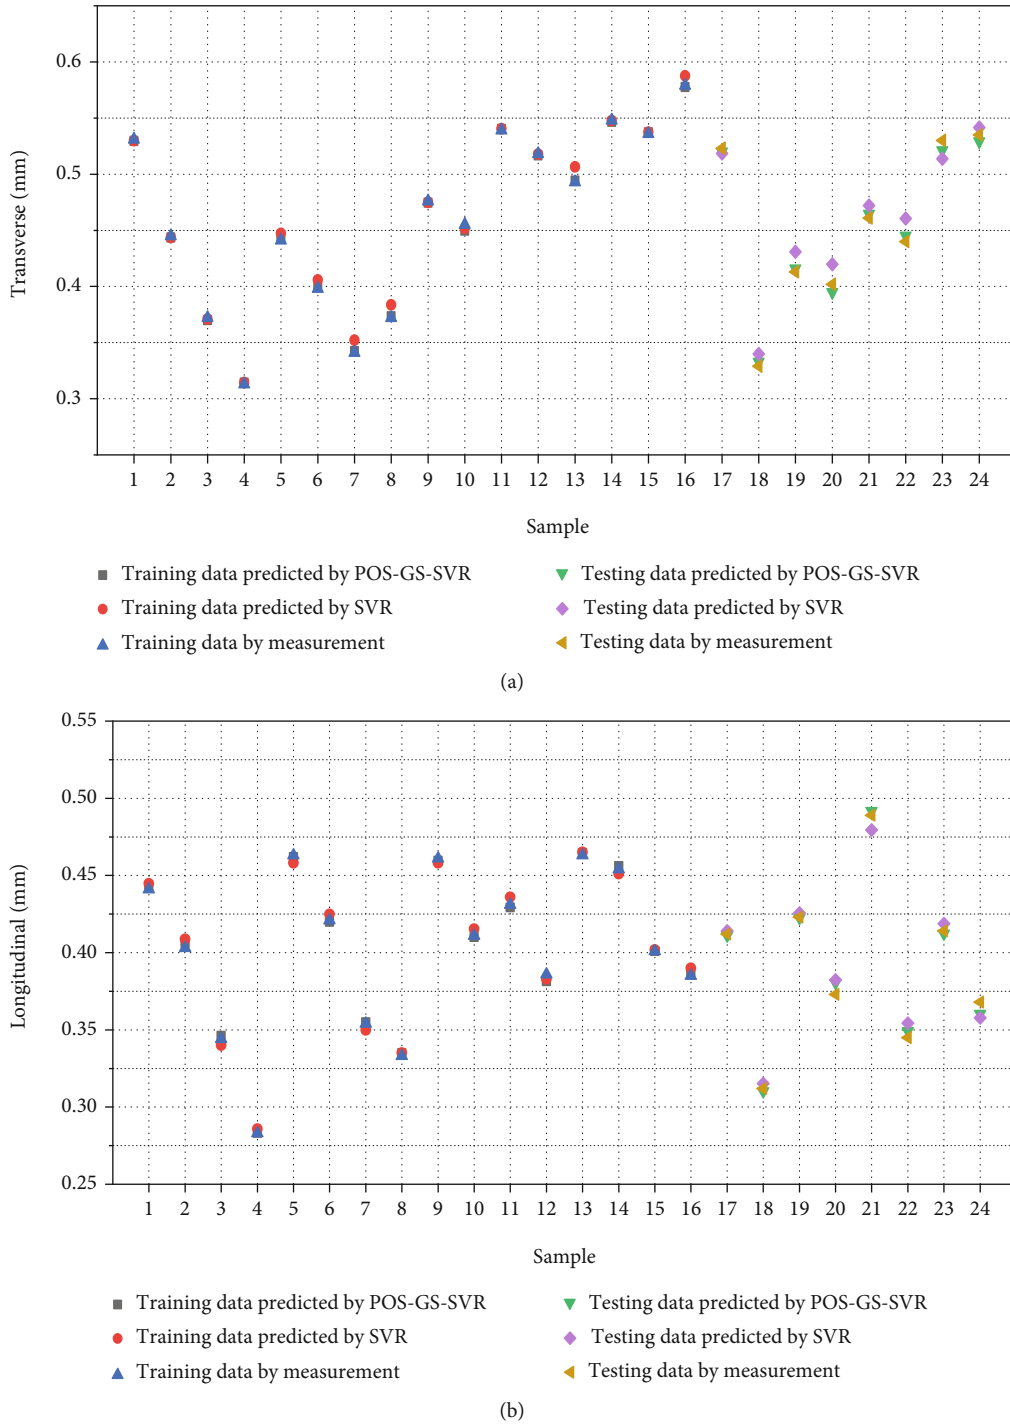 0.6
0.5
0.4
0.3
Transverse (mm)
1 2 3 4 5 6 7 8 9 10 11 12 13 14 15 16 17 18 19 20 21 22 23 24
Sample
Training data predicted by POS-GS-SVR
Training data predicted by SVR
Training data by measurement
Testing data predicted by POS-GS-SVR
Testing data predicted by SVR
Testing data by measurement
(a)
0.55
0.50
0.45
0.40
0.35
0.30
0.25
Longitudinal (mm)
1 2 3 4 5 6 7 8 9 10 11 12 13 14 15 16 17 18 19 20 21 22 23 24
Sample
Training data predicted by POS-GS-SVR
Training data predicted by SVR
Training data by measurement
Testing data predicted by POS-GS-SVR
Testing data predicted by SVR
Testing data by measurement
(b)